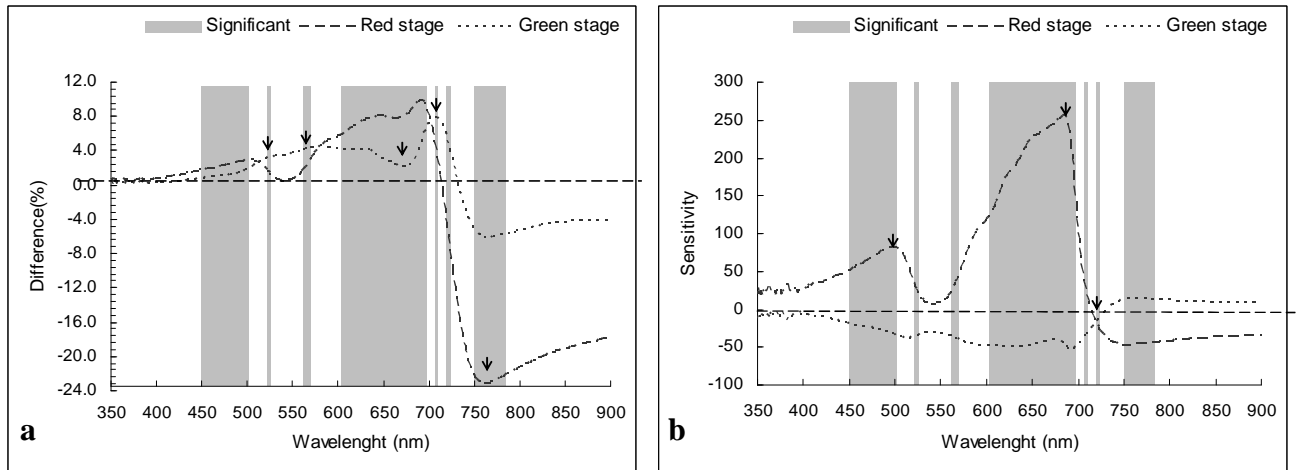 Significant Red stage Green stage
12.0
8.0
4.0
0.0
-4.0
-8.0
-12.0
-16.0
-20.0
-24.0
Difference(%)
350 400 450 500 550 600 650 700 750 800 850 900
Wavelenght (nm)
a
Significant Red stage Green stage
300
250
200
150
100
50
0
-50
-100
Sensitivity
350 400 450 500 550 600 650 700 750 800 850 900
Wavelenght (nm)
b